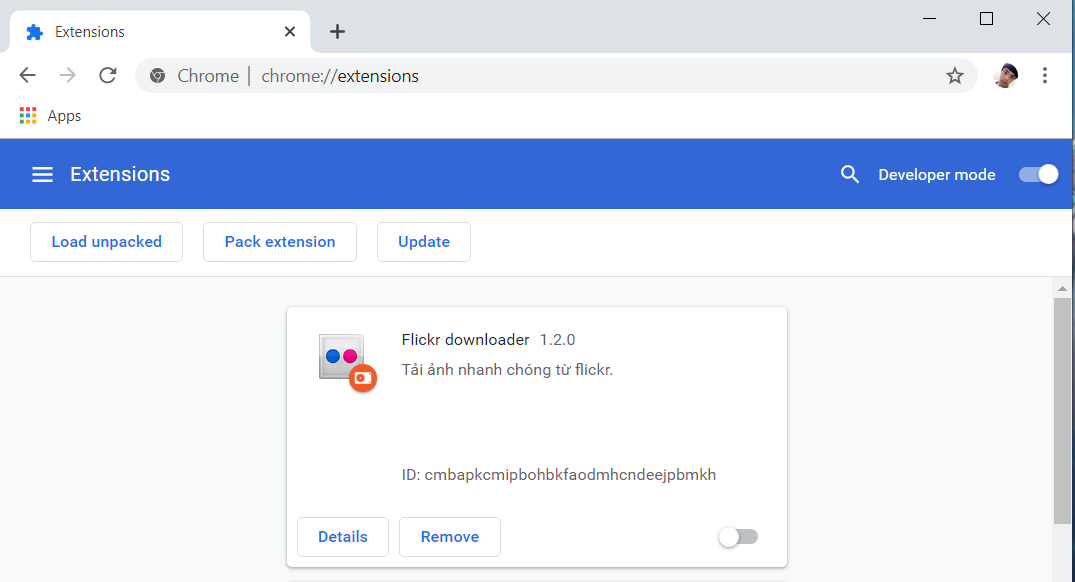 Extensions
Chrome | chrome://extensions
Apps
Extensions
Developer mode
Load unpacked
Pack extension
Update
Flickr downloader 1.2.0
Tải ảnh nhanh chóng từ flickr.
ID: cmbapkcmipbohbkfaodmhcndeejpbmkh
Details
Remove